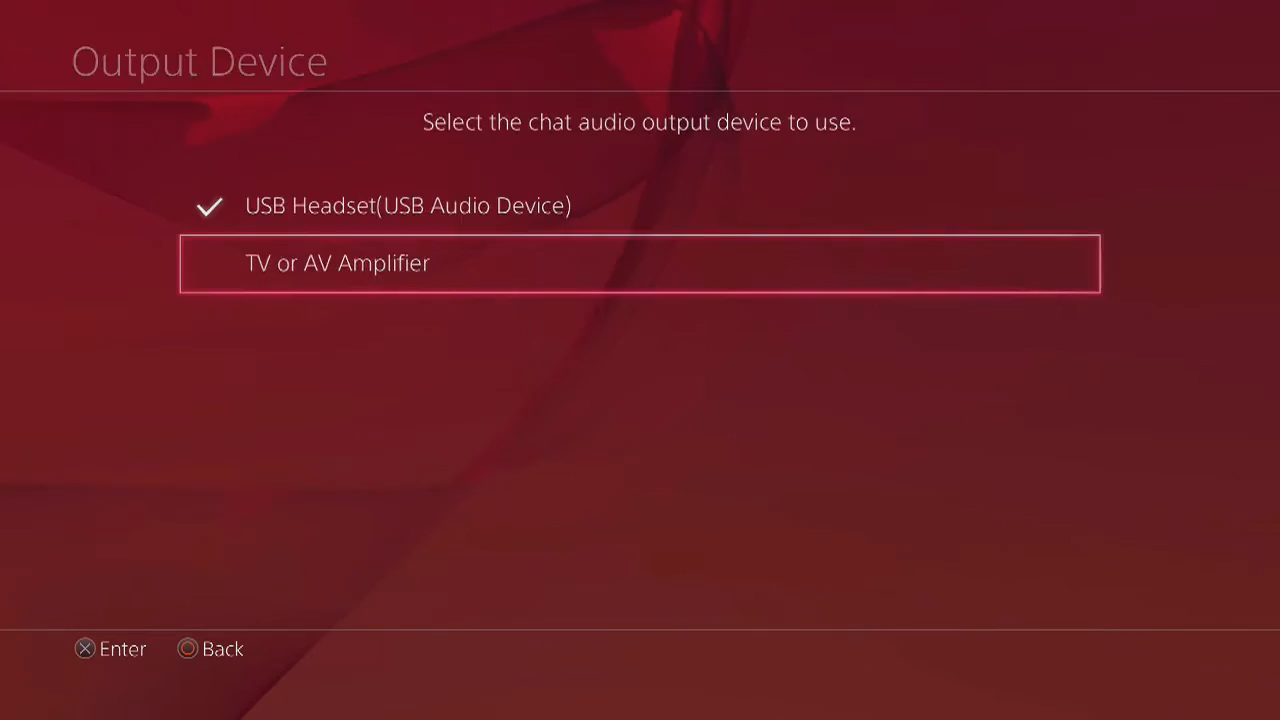 Output Device
Select the chat audio output device to use.
USB Headset(USB Audio Device)
TV or AV Amplifier
Enter Back